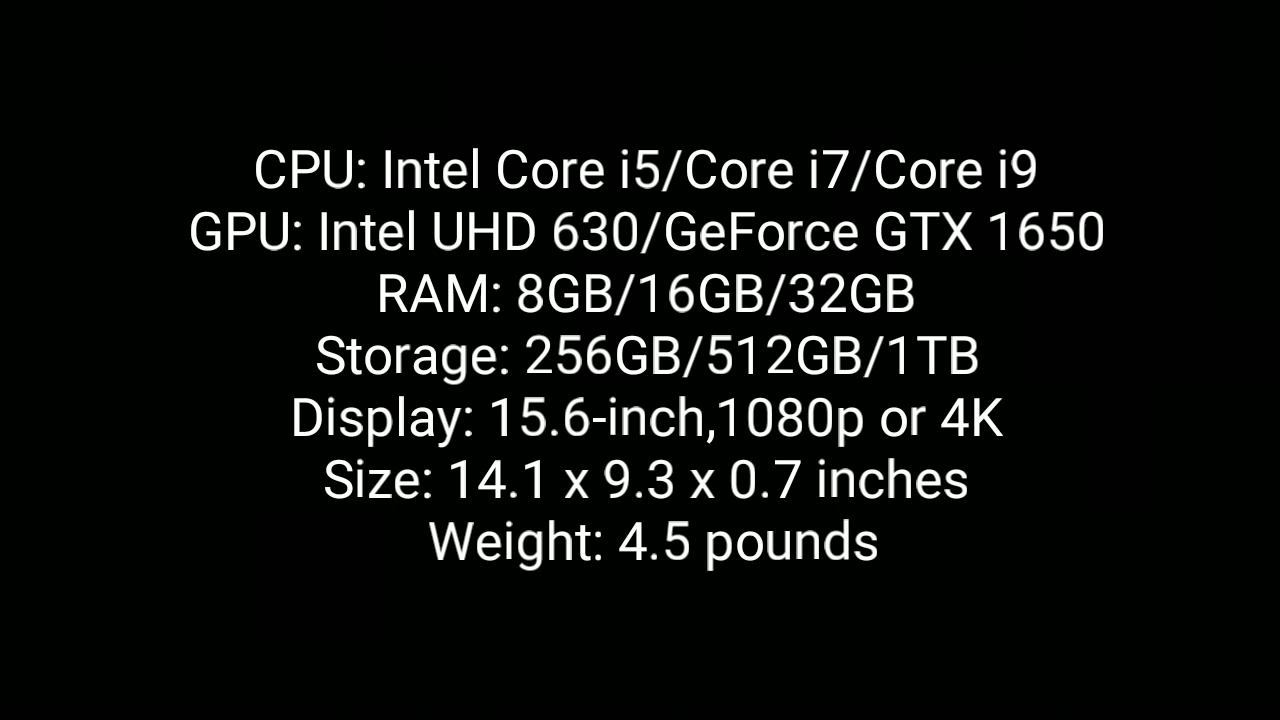 CPU: Intel Core i5/Core i7/Core i9
GPU: Intel UHD 630/GeForce GTX 1650
RAM: 8GB/16GB/32GB
Storage: 256GB/512GB/1TB
Display: 15.6-inch,1080p or 4K
Size: 14.1 x 9.3 x 0.7 inches
Weight: 4.5 pounds